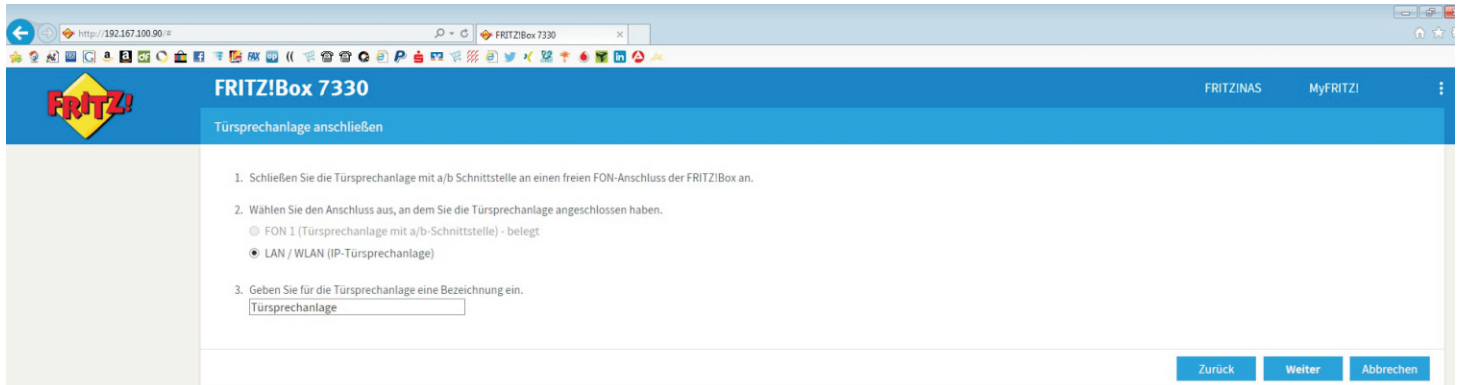 http://192.167.100.90/#
FRITZ!Box 7330
FRITZ!
FRITZ!Box 7330
FRITZ!NAS
MyFRITZ!
Türsprechanlage anschließen
1. Schließen Sie die Türsprechanlage mit a/b Schnittstelle an einen freien FON-Anschluss der FRITZ!Box an.
2. Wählen Sie den Anschluss aus, an dem Sie die Türsprechanlage angeschlossen haben.
FON 1 (Türsprechanlage mit a/b-Schnittstelle) - belegt
LAN / WLAN (IP-Türsprechanlage)
3. Geben Sie für die Türsprechanlage eine Bezeichnung ein.
Türsprechanlage
Zurück
Weiter
Abbrechen